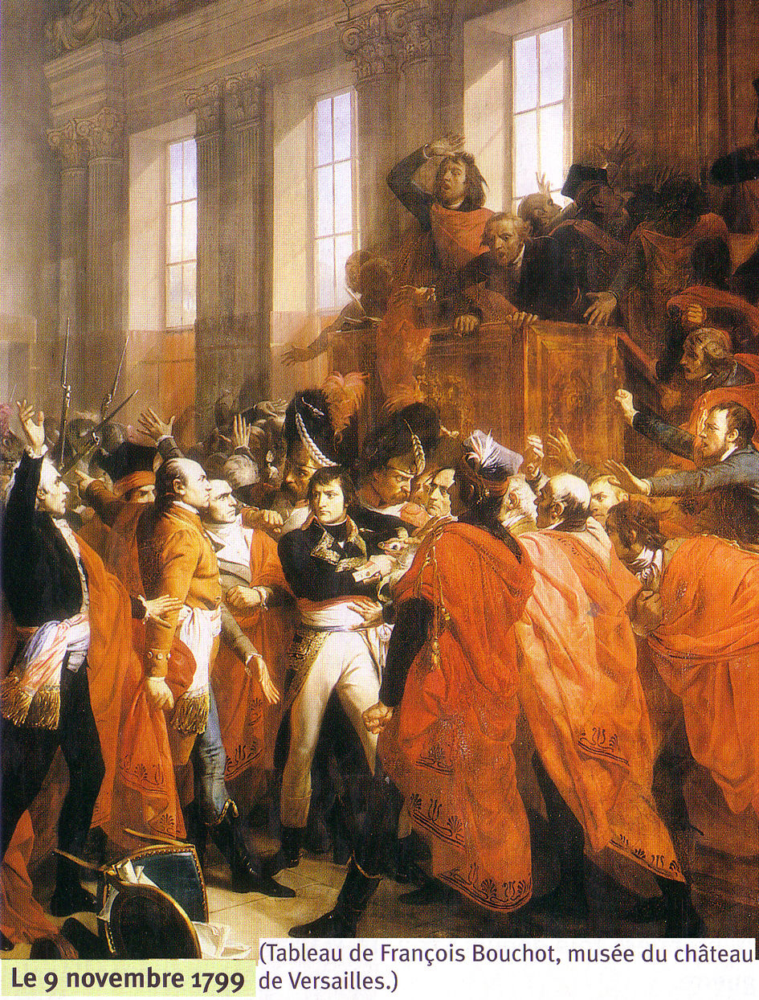 (Tableau de François Bouchot, musée du château
Le 9 novembre 1799
de Versailles.)